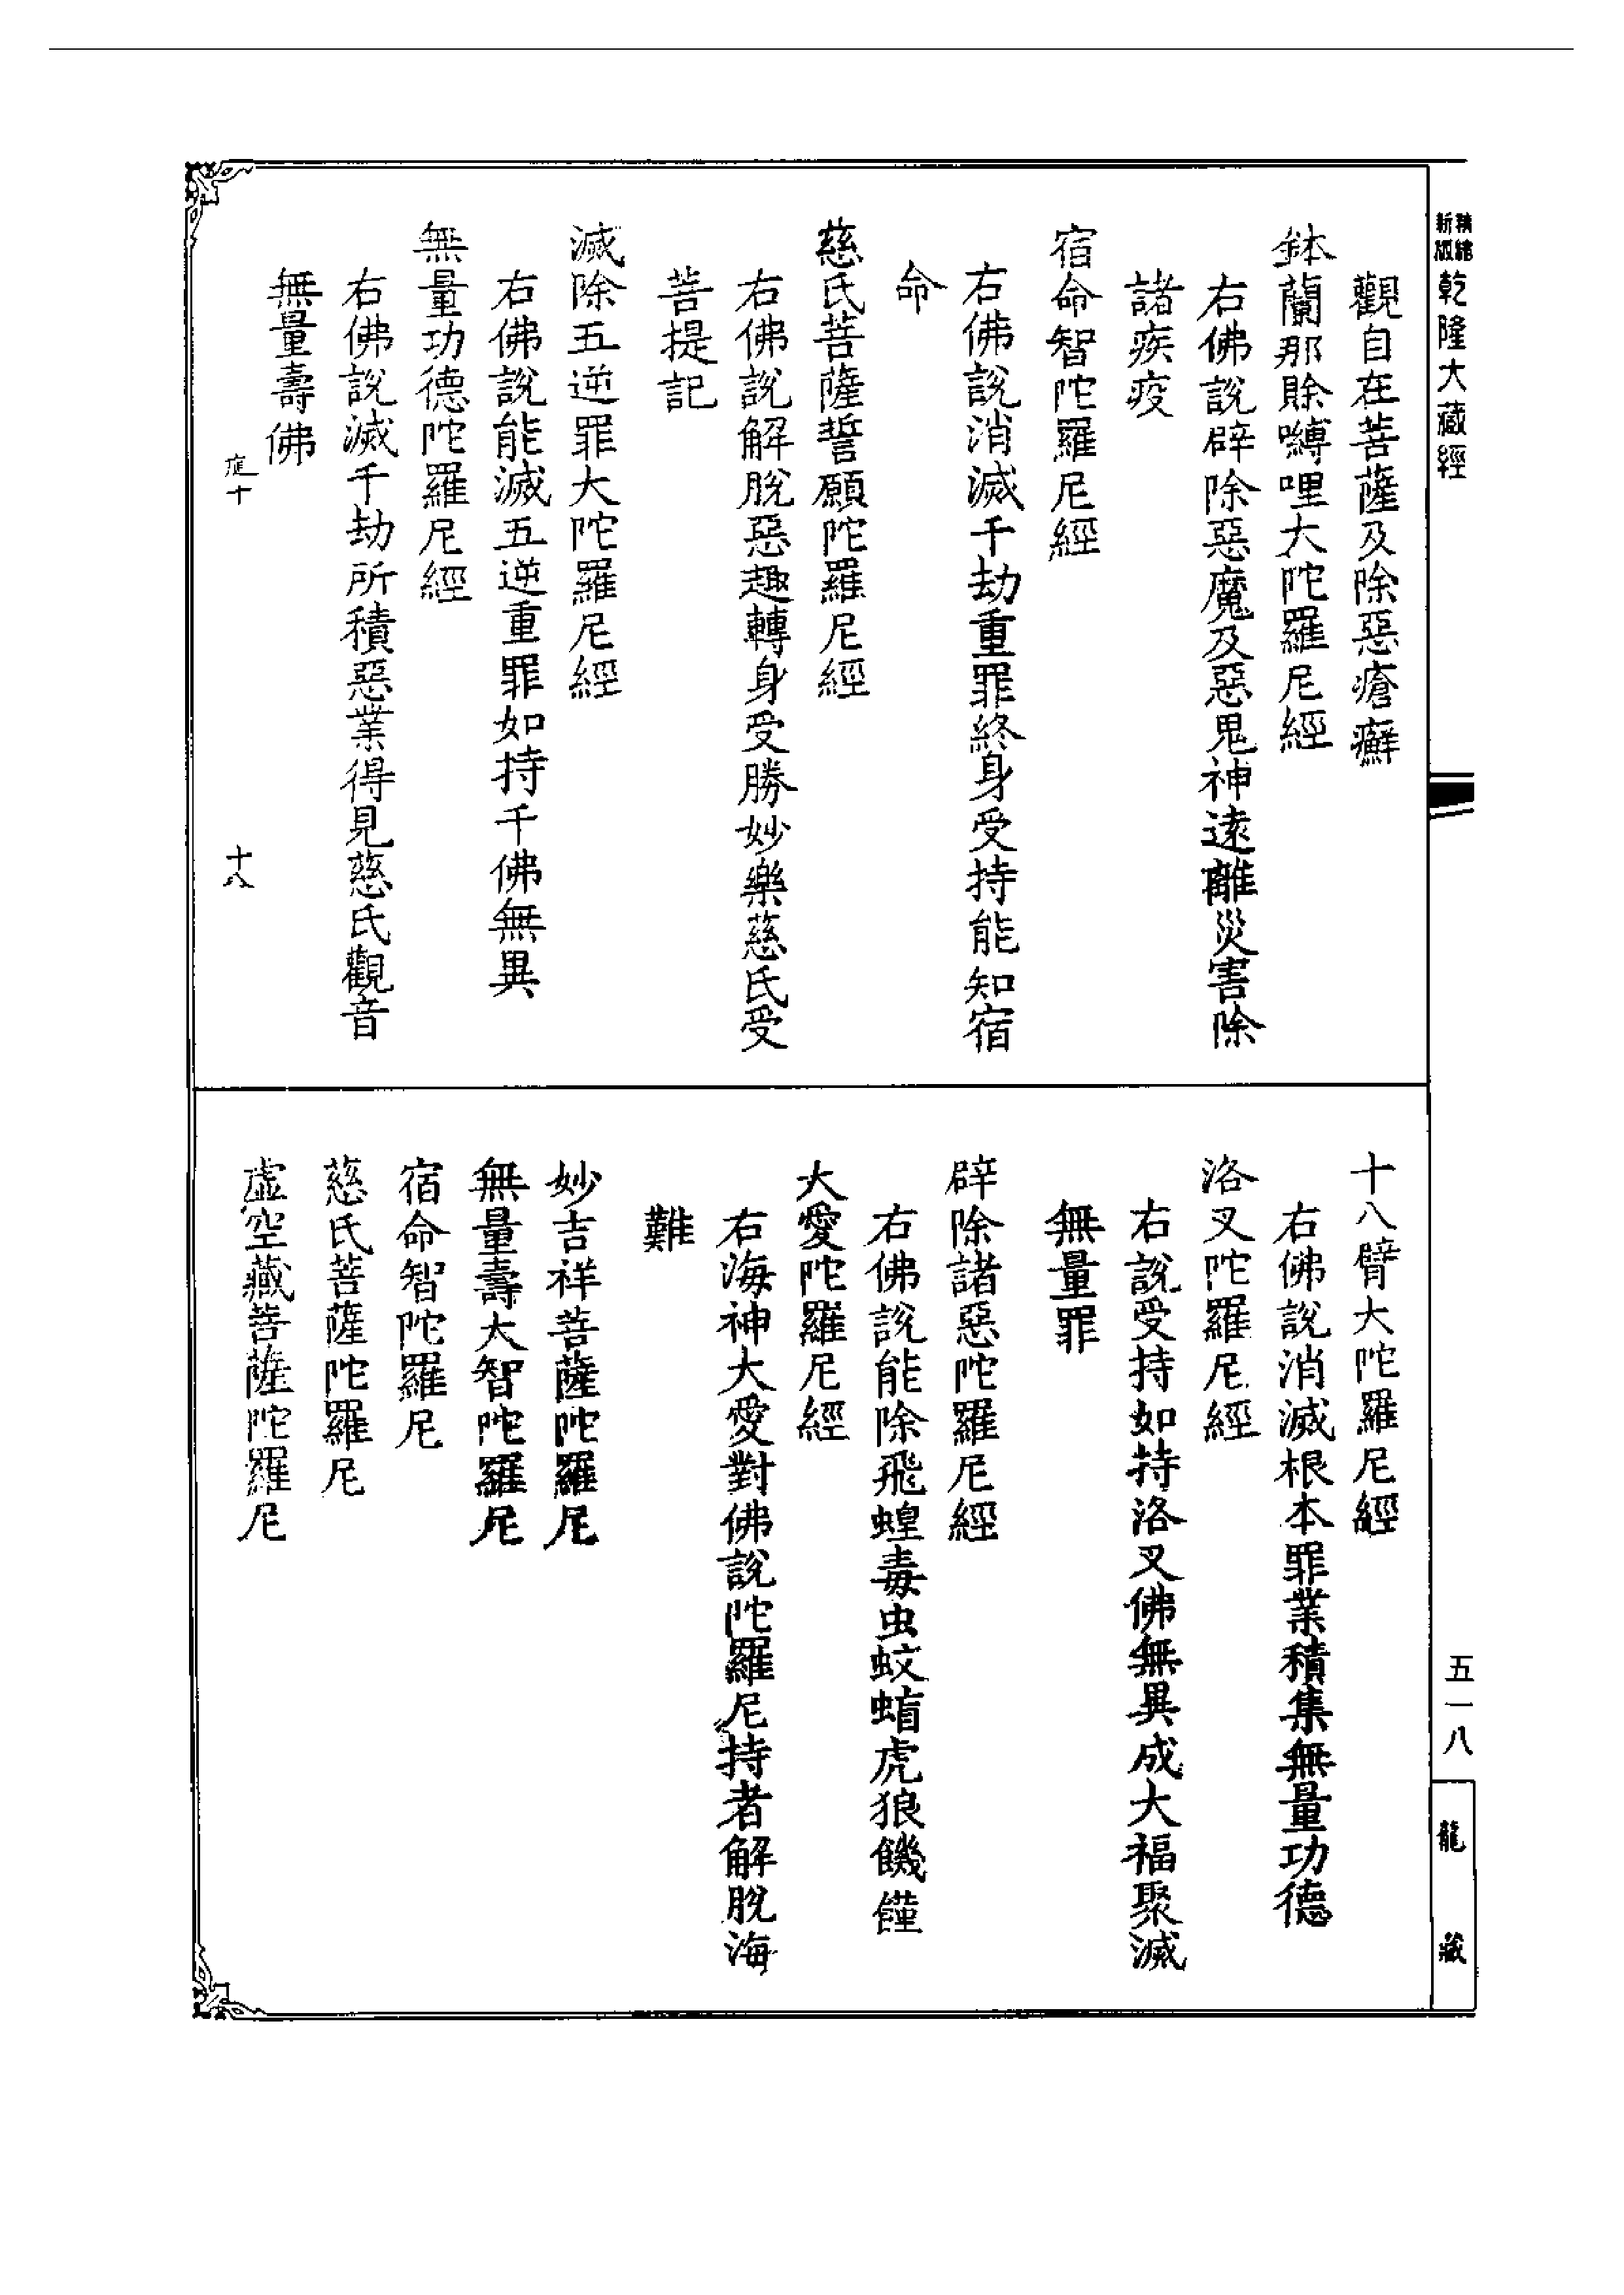 精縮新版乾隆大藏經
觀自在菩薩及除惡瘡癬
鉢蘭那賒嚩哩大陀羅尼經
右佛說辟除惡魔及惡鬼神遠離災害除
諸疾疫
宿命智陀羅尼經
右佛說消滅千劫重罪終身受持能知宿
命
慈氏菩薩誓願陀羅尼經
右佛說解脫惡趣轉身受勝妙樂慈氏受
菩提記
滅除五逆罪大陀羅尼經
右佛說能滅五逆重罪如持千佛無異
無量功德陀羅尼經
右佛說滅千劫所積惡業得見慈氏觀音
無量壽佛
十八
十八臂大陀羅尼經
右佛說消滅根本罪業積集無量功德
洛叉陀羅尼經
右說受持如持洛叉佛無異成大福聚滅
無量罪
辟除諸惡陀羅尼經
右佛說能除飛蝗毒虫蚊蝱虎狼饑饉
大愛陀羅尼經
右海神大愛對佛說陀羅尼持者解脫海
難
妙吉祥菩薩陀羅尼
無量壽大智陀羅尼
宿命智陀羅尼
慈氏菩薩陀羅尼
虛空藏菩薩陀羅尼
五一八
龍藏